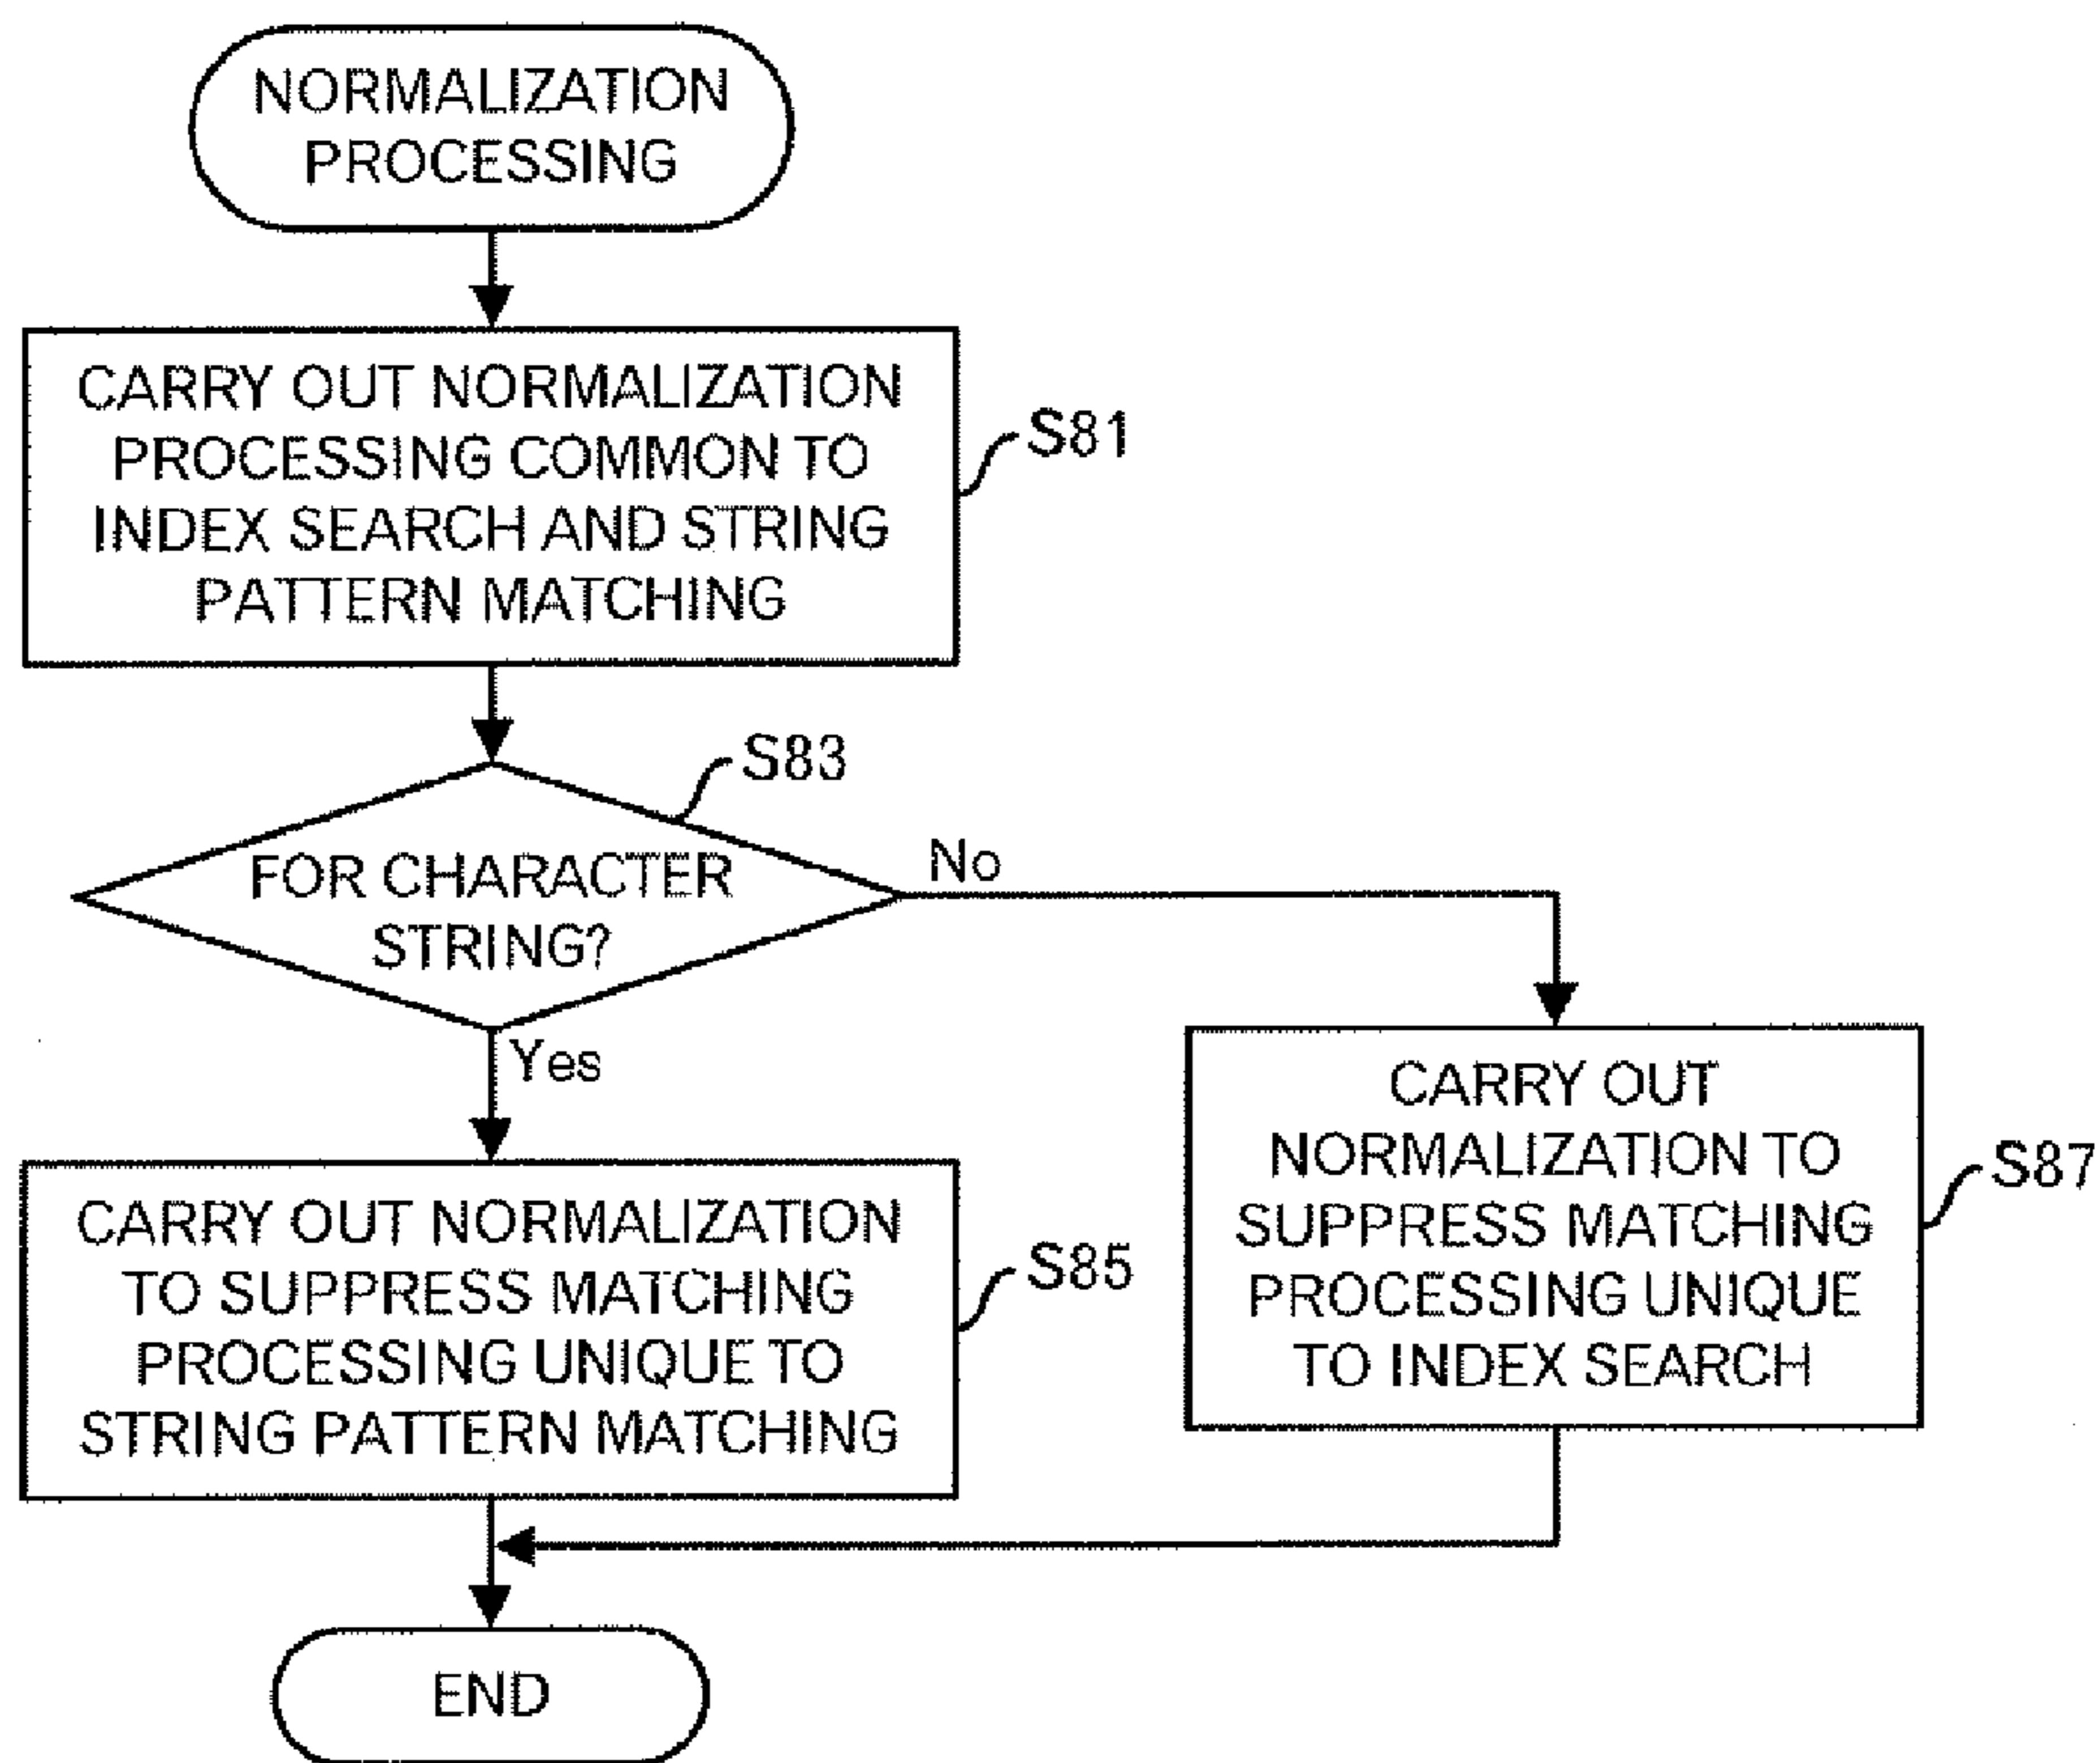 NORMALIZATION
PROCESSING
CARRY OUT NORMALIZATION
PROCESSING COMMON TO
INDEX SEARCH AND STRING
PATTERN MATCHING
S81
S83
FOR CHARACTER
STRING?
No
Yes
CARRY OUT NORMALIZATION
TO SUPPRESS MATCHING
PROCESSING UNIQUE TO
STRING PATTERN MATCHING
S85
CARRY OUT
NORMALIZATION TO
SUPPRESS MATCHING
PROCESSING UNIQUE
TO INDEX SEARCH
S87
END